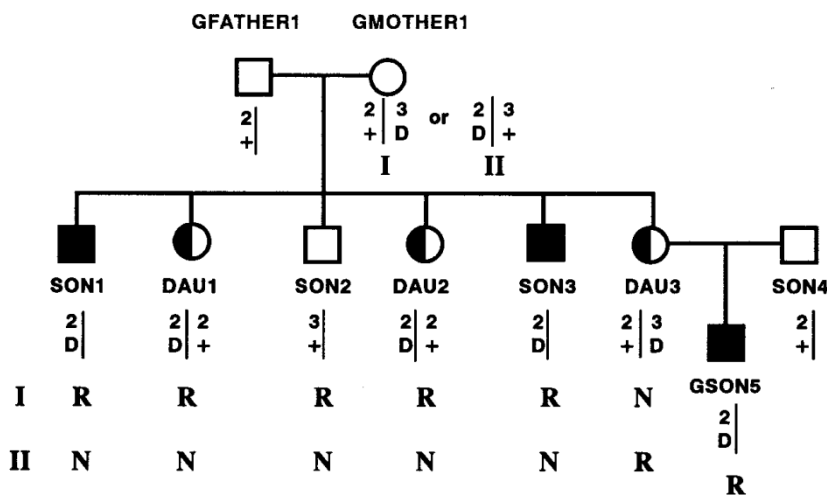 GFATHER1 GMOTHER1
2 2 3 or 2 3
+ + D D +
I II
SON1 DAU1 SON2 DAU2 SON3 DAU3 SON4
2 2 2 3 2 2 2 2 3 2
D D + + D + D + D +
GSON5
I R R R R R N
2
D
II N N N N N R
R